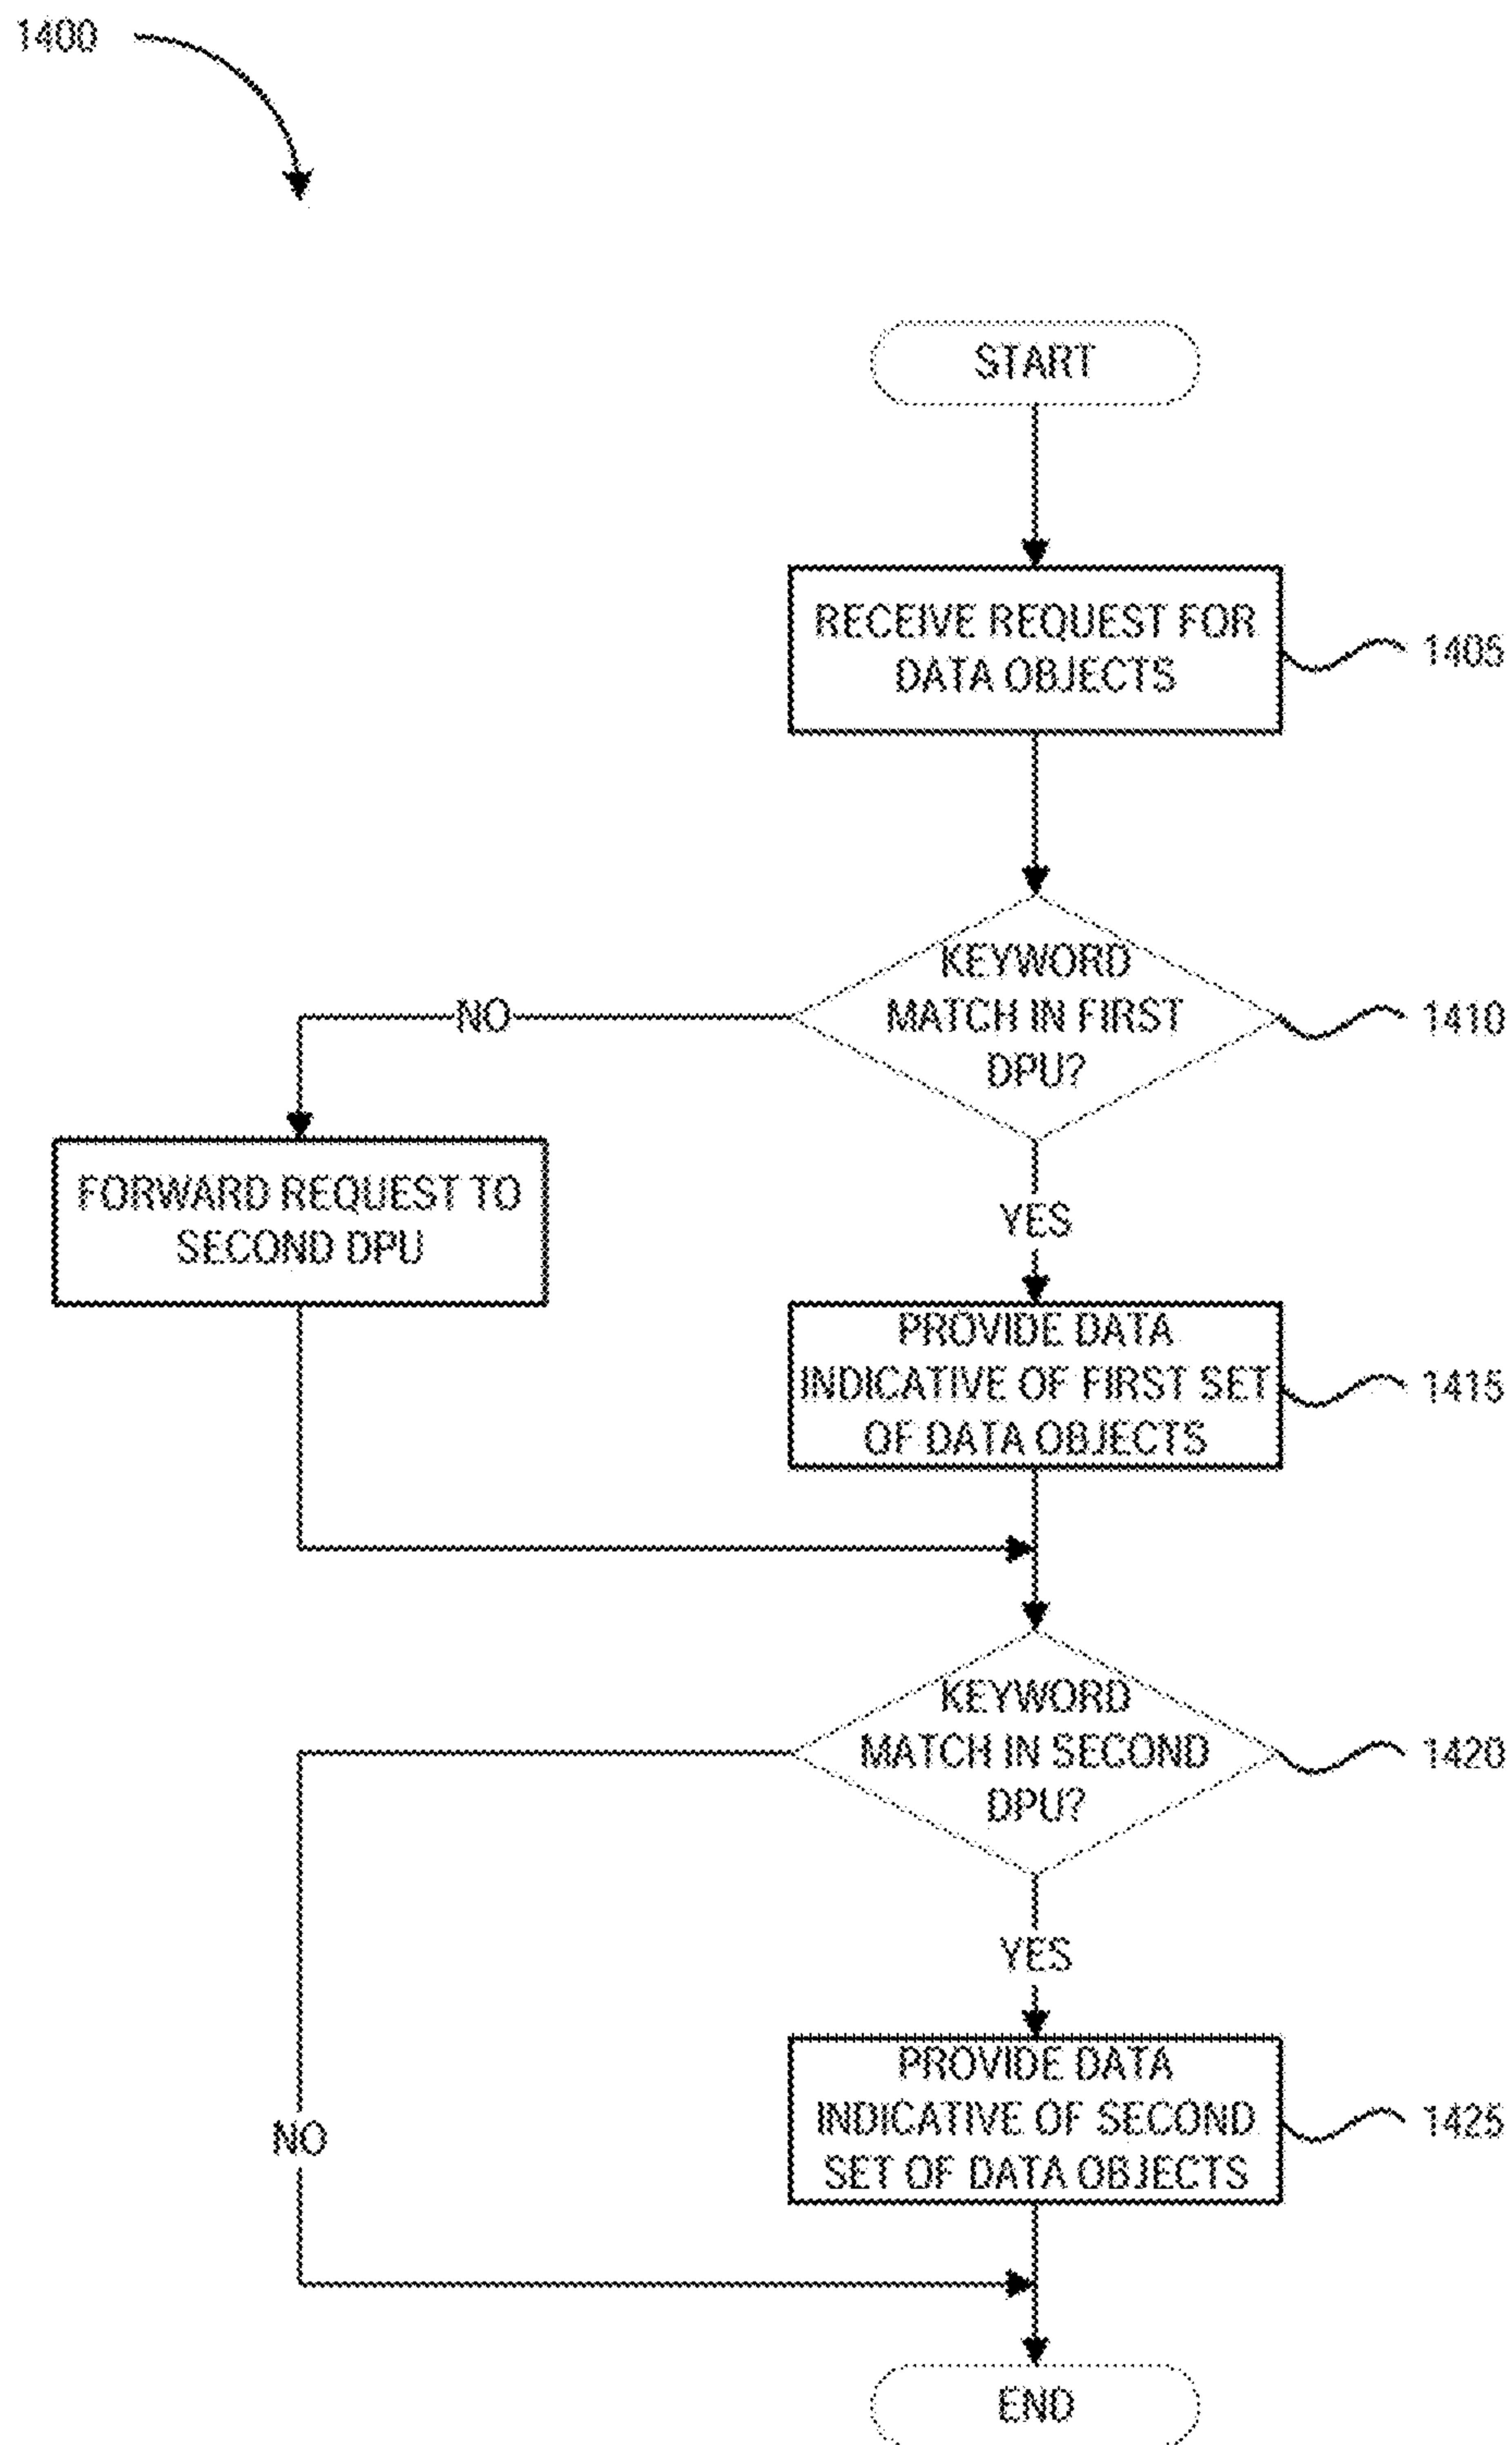 1400
START
RECEIVE REQUEST FOR
DATA OBJECTS
1405
KEYWORD
MATCH IN FIRST
DPU?
1410
NO
FORWARD REQUEST TO
SECOND DPU
YES
PROVIDE DATA
INDICATIVE OF FIRST SET
OF DATA OBJECTS
1415
KEYWORD
MATCH IN SECOND
DPU?
1420
YES
PROVIDE DATA
INDICATIVE OF SECOND
SET OF DATA OBJECTS
1425
NO
END